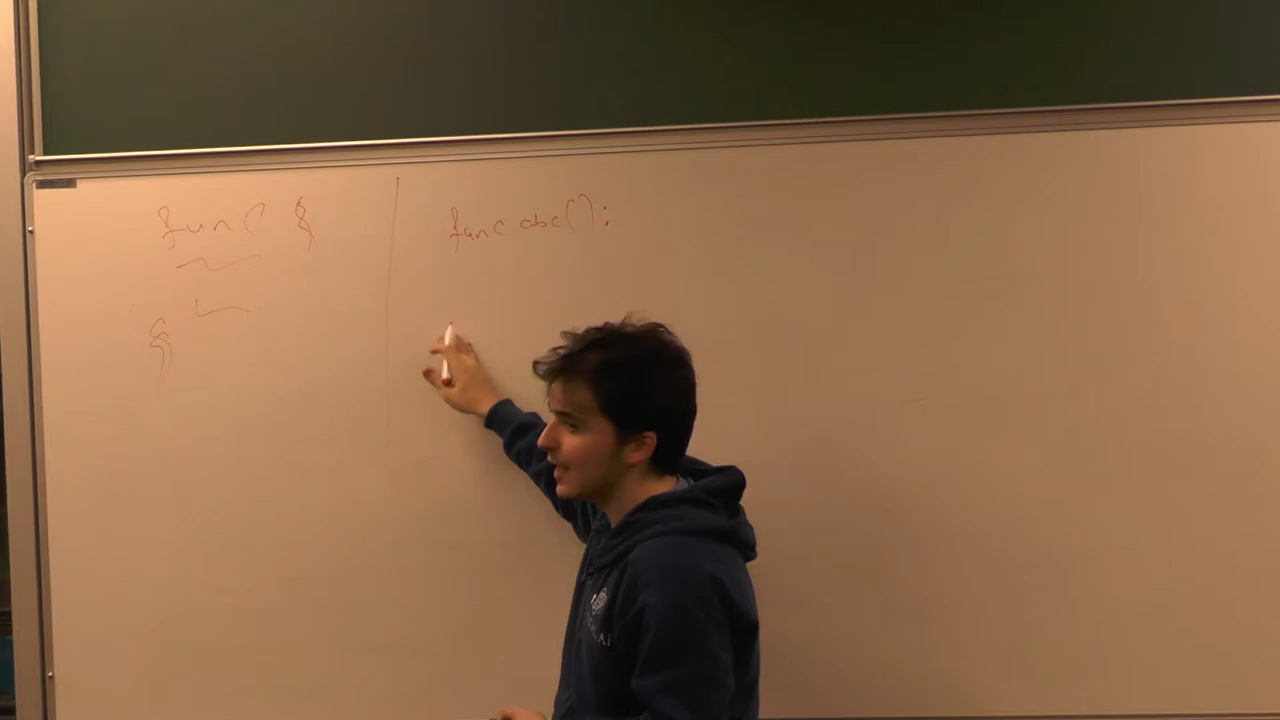 func {
}
func abc():